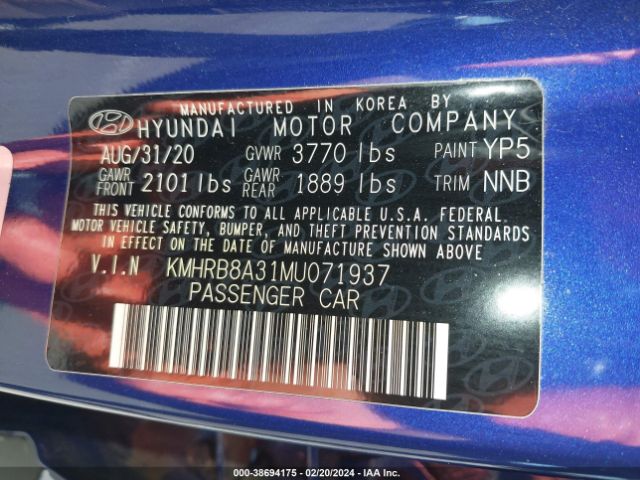 MANUFACTURED IN KOREA BY
HYUNDAI MOTOR COMPANY
AUG/31/20 GVWR 3770 lbs PAINT YP5
GAWR FRONT 2101 lbs GAWR REAR 1889 lbs TRIM NNB
THIS VEHICLE CONFORMS TO ALL APPLICABLE U.S.A. FEDERAL
MOTOR VEHICLE SAFETY, BUMPER, AND THEFT PREVENTION STANDARDS
IN EFFECT ON THE DATE OF MANUFACTURE SHOWN ABOVE
V.I.N KMHRB8A31MU071937
PASSENGER CAR
000-38694175 - 02/20/2024 - IAA Inc.